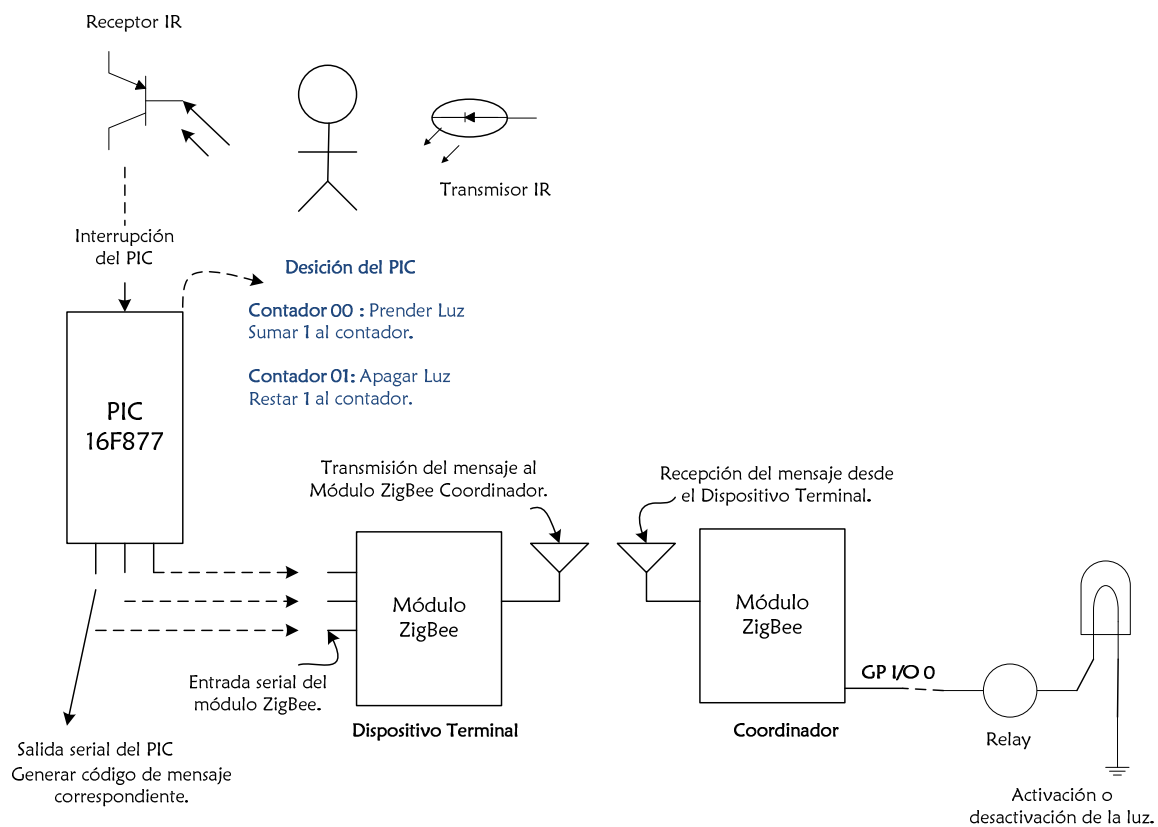 Receptor IR
Transmisor IR
Interrupción
del PIC
Desición del PIC
Contador 00 : Prender Luz
Sumar 1 al contador.
Contador 01: Apagar Luz
Restar 1 al contador.
PIC
16F877
Transmisión del mensaje al
Módulo ZigBee Coordinador.
Recepción del mensaje desde
el Dispositivo Terminal.
Módulo
ZigBee
Módulo
ZigBee
Entrada serial del
módulo ZigBee.
GP I/O 0
Dispositivo Terminal
Coordinador
Relay
Salida serial del PIC
Generar código de mensaje
correspondiente.
Activación o
desactivación de la luz.